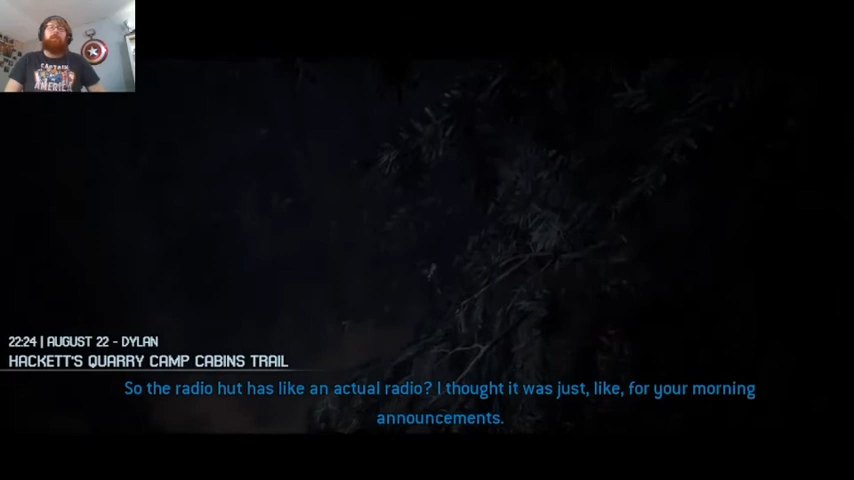 CAPTAIN
AMERICA
22:24 | AUGUST 22 - DYLAN
HACKETT'S QUARRY CAMP CABINS TRAIL
So the radio hut has like an actual radio? I thought it was just, like, for your morning
announcements.